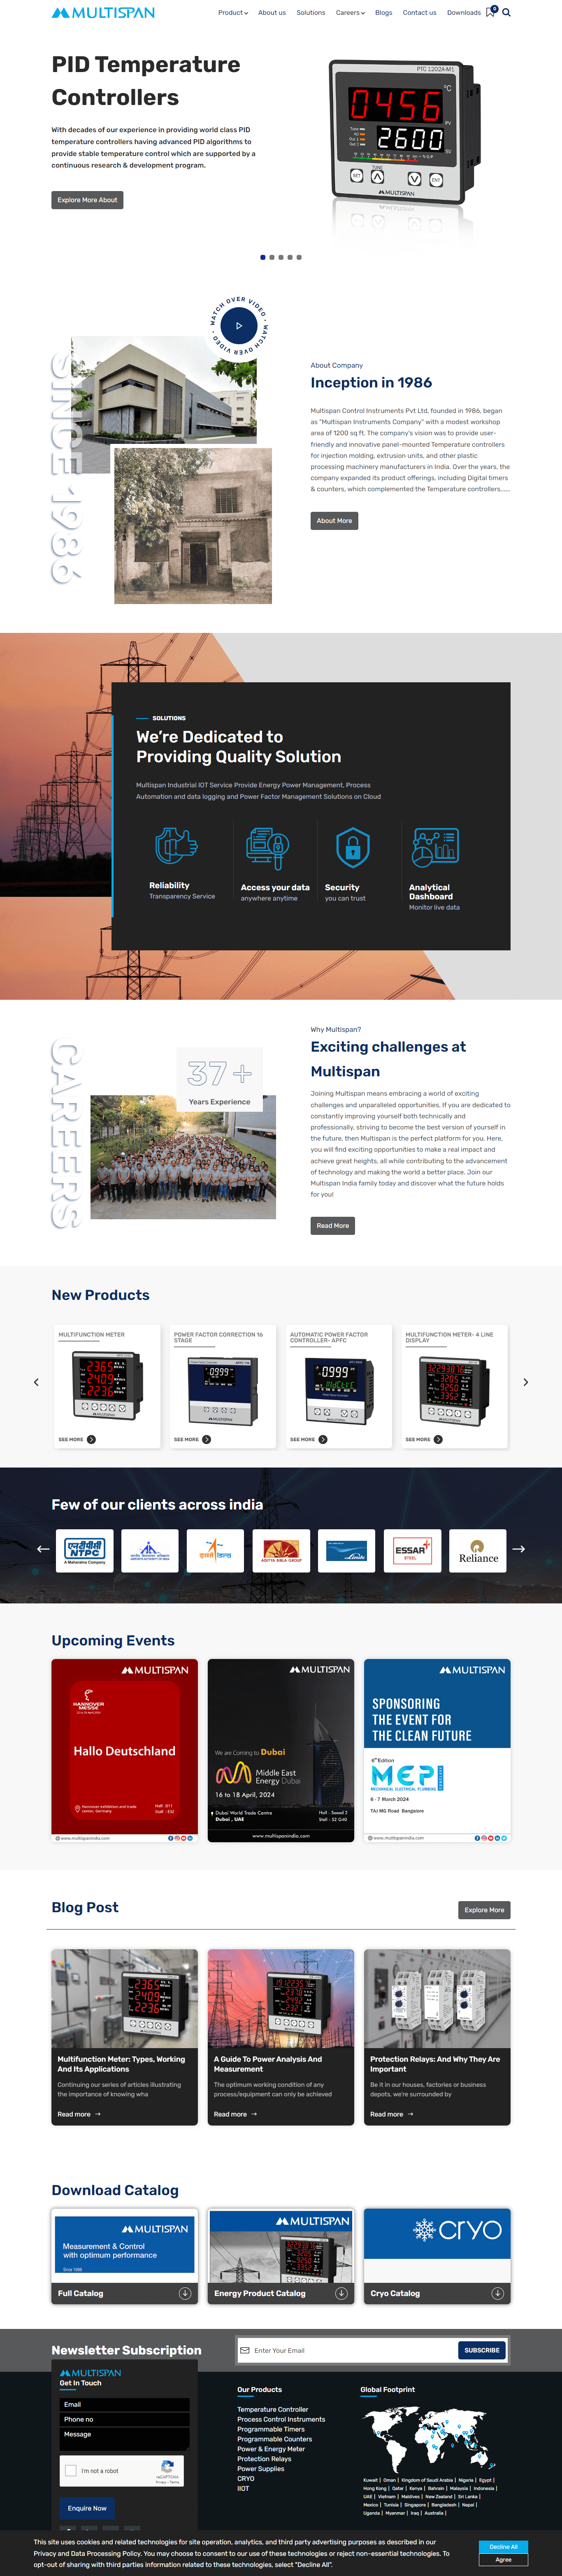 MULTISPAN
Product About us Solutions Careers Blogs Contact us Downloads 0
PID Temperature
Controllers
With decades of our experience in providing world class PID
temperature controllers having advanced PID algorithms to
provide stable temperature control which are supported by a
continuous research & development program.
Explore More About
PTC 1202A-M1
0456
°C
PV
2600
SV
SET
TUNE
ENT
MULTISPAN
WATCH OVER VIDEO • WATCH OVER VIDEO •
SINCE 1986
About Company
Inception in 1986
Multispan Control Instruments Pvt Ltd, founded in 1986, began
as "Multispan Instruments Company" with a modest workshop
area of 1200 sq.ft. The company's vision was to provide user-
friendly and innovative panel-mounted Temperature controllers
for injection molding, extrusion units, and other plastic
processing machinery manufacturers in India. Over the years, the
company expanded its product offerings, including Digital timers
& counters, which complemented the Temperature controllers......
About More
SOLUTIONS
We're Dedicated to
Providing Quality Solution
Multispan Industrial IOT Service Provide Energy Power Management, Process
Automation and data logging and Power Factor Management Solutions on Cloud
Reliability
Transparency Service
Access your data
anywhere anytime
Security
you can trust
Analytical
Dashboard
Monitor live data
CAREERS
37+
Years Experience
Why Multispan?
Exciting challenges at
Multispan
Joining Multispan means embracing a world of exciting
challenges and unparalleled opportunities. If you are dedicated to
constantly improving yourself both technically and
professionally, striving to become the best version of yourself in
the future, then Multispan is the perfect platform for you. Here,
you will find exciting opportunities to make a real impact and
achieve great heights, all while contributing to the advancement
of technology and making the world a better place. Join our
Multispan India family today and discover what the future holds
for you!
Read More
New Products
MULTIFUNCTION METER
SEE MORE
POWER FACTOR CORRECTION 16
STAGE
SEE MORE
AUTOMATIC POWER FACTOR
CONTROLLER- APFC
SEE MORE
MULTIFUNCTION METER- 4 LINE
DISPLAY
SEE MORE
Few of our clients across india
एनटीपीसी
NTPC
A Maharatna Company
AIRPORTS AUTHORITY OF INDIA
इसरो isro
ADITYA BIRLA GROUP
Linde
ESSAR
STEEL
Reliance
Upcoming Events
MULTISPAN
HANNOVER
MESSE
Hallo Deutschland
Hannover exhibition and trade
center, Germany
www.multispanindia.com
MULTISPAN
We are Coming to Dubai
Middle East
Energy Dubai
16 to 18 April, 2024
Dubai World Trade Centre
Dubai, UAE
Hall - Saeed 2
Stall - S2 G40
www.multispanindia.com
MULTISPAN
SPONSORING
THE EVENT FOR
THE CLEAN FUTURE
6th Edition
MEP
MECHANICAL ELECTRICAL PLUMBING
6 - 7 March 2024
TAJ MG Road Bangalore
www.multispanindia.com
Blog Post
Explore More
Multifunction Meter: Types, Working
And Its Applications
Continuing our series of articles illustrating
the importance of knowing wha
Read more →
A Guide To Power Analysis And
Measurement
The optimum working condition of any
process/equipment can only be achieved
Read more →
Protection Relays: And Why They Are
Important
Be it in our houses, factories or business
depots, we're surrounded by
Read more →
Download Catalog
MULTISPAN
Measurement & Control
with optimum performance
Since 1986
Full Catalog
MULTISPAN
Energy Product Catalog
cryo
Cryo Catalog
Newsletter Subscription
Enter Your Email
SUBSCRIBE
MULTISPAN
Get In Touch
Email
Phone no
Message
I'm not a robot
reCAPTCHA
Privacy - Terms
Enquire Now
Our Products
Temperature Controller
Process Control Instruments
Programmable Timers
Programmable Counters
Power & Energy Meter
Protection Relays
Power Supplies
CRYO
IIOT
Global Footprint
Kuwait | Oman | Kingdom of Saudi Arabia | Nigeria | Egypt |
Hong Kong | Qatar | Kenya | Bahrain | Malaysia | Indonesia |
UAE | Vietnam | Maldives | New Zealand | Sri Lanka |
Mexico | Tunisia | Singapore | Bangladesh | Nepal |
Uganda | Myanmer | Iraq | Australia |
This site uses cookies and related technologies for site operation, analytics, and third party advertising purposes as described in our
Privacy and Data Processing Policy. You may choose to consent to our use of these technologies or reject non-essential technologies. To
opt-out of sharing with third parties information related to these technologies, select "Decline All".
Decline All
Agree